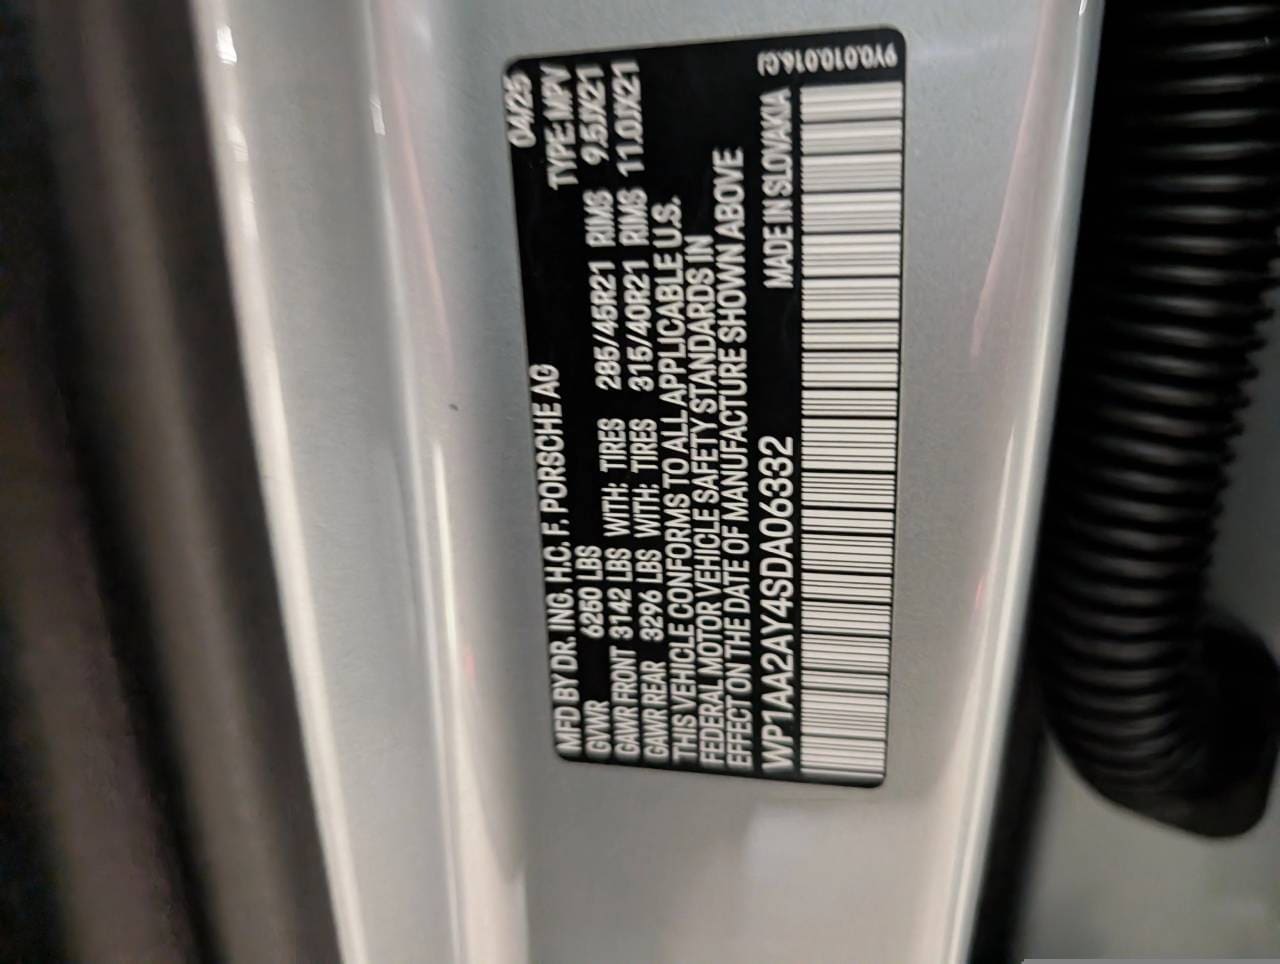 MFD BY DR. ING. H.C. F. PORSCHE AG 04/25
GVWR 6250 LBS TYPE: MPV
GAWR FRONT 3142 LBS WITH: TIRES 285/45R21 RIMS 9.5JX21
GAWR REAR 3296 LBS WITH: TIRES 315/40R21 RIMS 11.0JX21
THIS VEHICLE CONFORMS TO ALL APPLICABLE U.S.
FEDERAL MOTOR VEHICLE SAFETY STANDARDS IN
EFFECT ON THE DATE OF MANUFACTURE SHOWN ABOVE
WP1AA2AY4SDA06332 MADE IN SLOVAKIA
9Y0.010.016.CJ